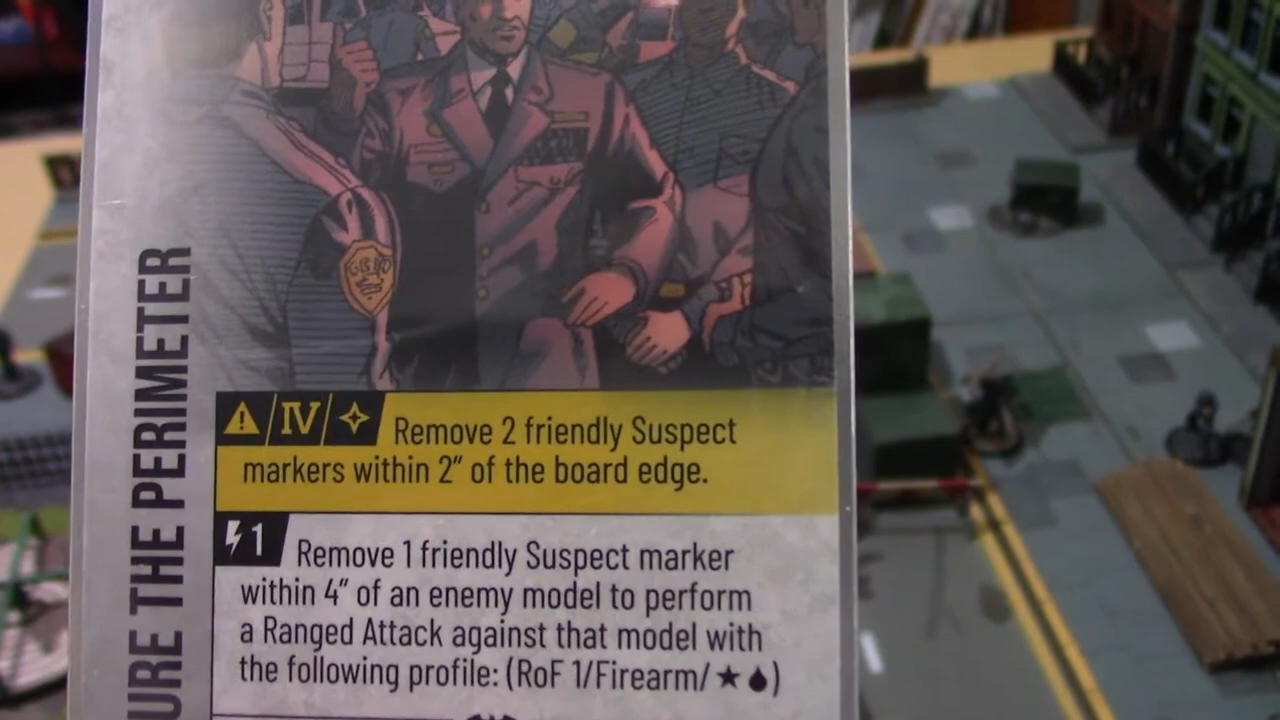 URE THE PERIMETER
GCPD
IV Remove 2 friendly Suspect
markers within 2″ of the board edge.
1 Remove 1 friendly Suspect marker
within 4″ of an enemy model to perform
a Ranged Attack against that model with
the following profile: (RoF 1/Firearm/★)